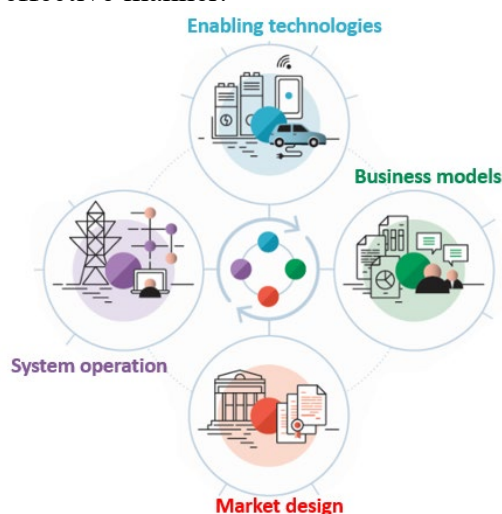 Enabling technologies
Business models
System operation
Market design